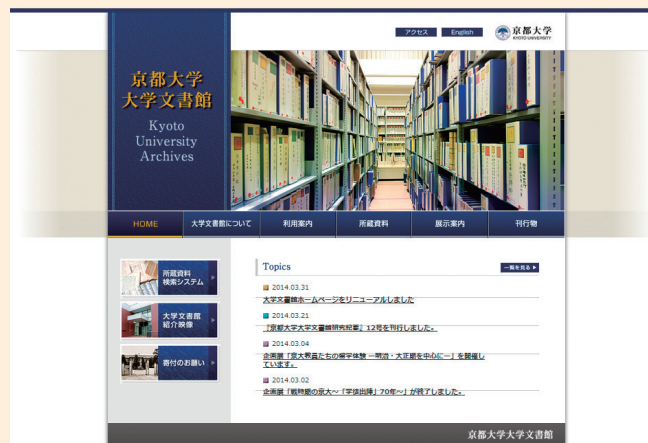 アクセス
English
京都大学
KYOTO UNIVERSITY
京都大学
大学文書館
Kyoto
University
Archives
HOME
大学文書館について
利用案内
所蔵資料
展示案内
刊行物
所蔵資料
検索システム
大学文書館
紹介映像
寄付のお願い
Topics
一覧を見る
2014.03.31
大学文書館ホームページをリニューアルしました
2014.03.21
『京都大学大学文書館研究紀要』12号を刊行しました。
2014.03.04
企画展「京大教員たちの留学体験 ―明治・大正期を中心に―」を開催し
ています。
2014.03.02
企画展「戦時期の京大~「学徒出陣」70年~」が終了しました。
京都大学大学文書館